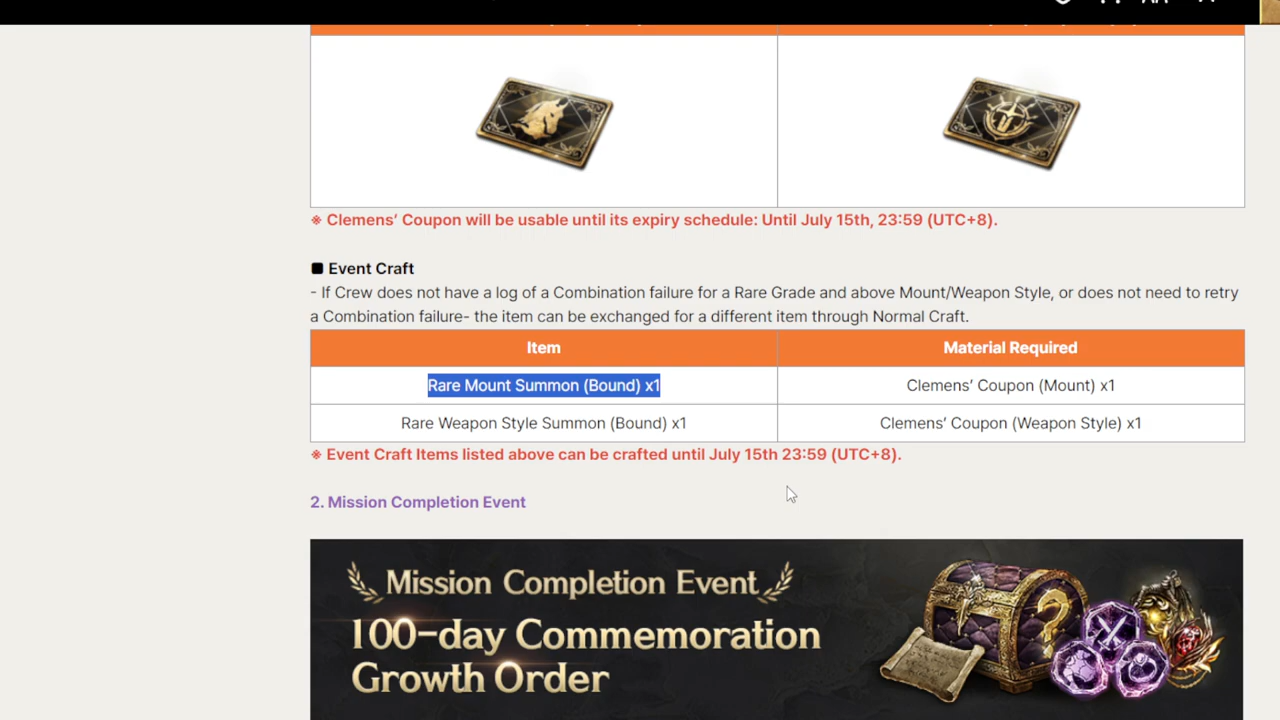 ※ Clemens’ Coupon will be usable until its expiry schedule: Until July 15th, 23:59 (UTC+8).
■ Event Craft
- If Crew does not have a log of a Combination failure for a Rare Grade and above Mount/Weapon Style, or does not need to retry
a Combination failure- the item can be exchanged for a different item through Normal Craft.
Item Material Required
Rare Mount Summon (Bound) x1 Clemens’ Coupon (Mount) x1
Rare Weapon Style Summon (Bound) x1 Clemens’ Coupon (Weapon Style) x1
※ Event Craft Items listed above can be crafted until July 15th 23:59 (UTC+8).
2. Mission Completion Event
Mission Completion Event
100-day Commemoration
Growth Order